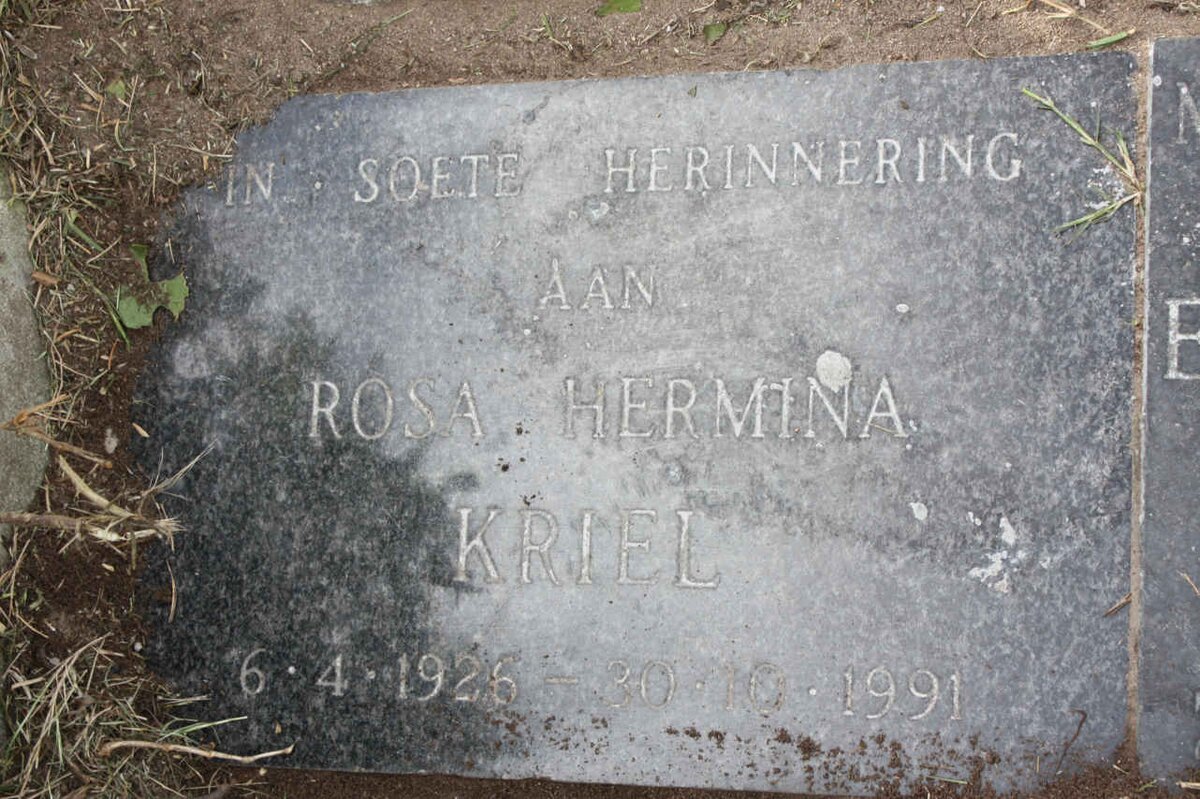 IN SOETE HERINNERING
AAN
ROSA HERMINA
KRIEL
6·4·1926 - 30·10·1991